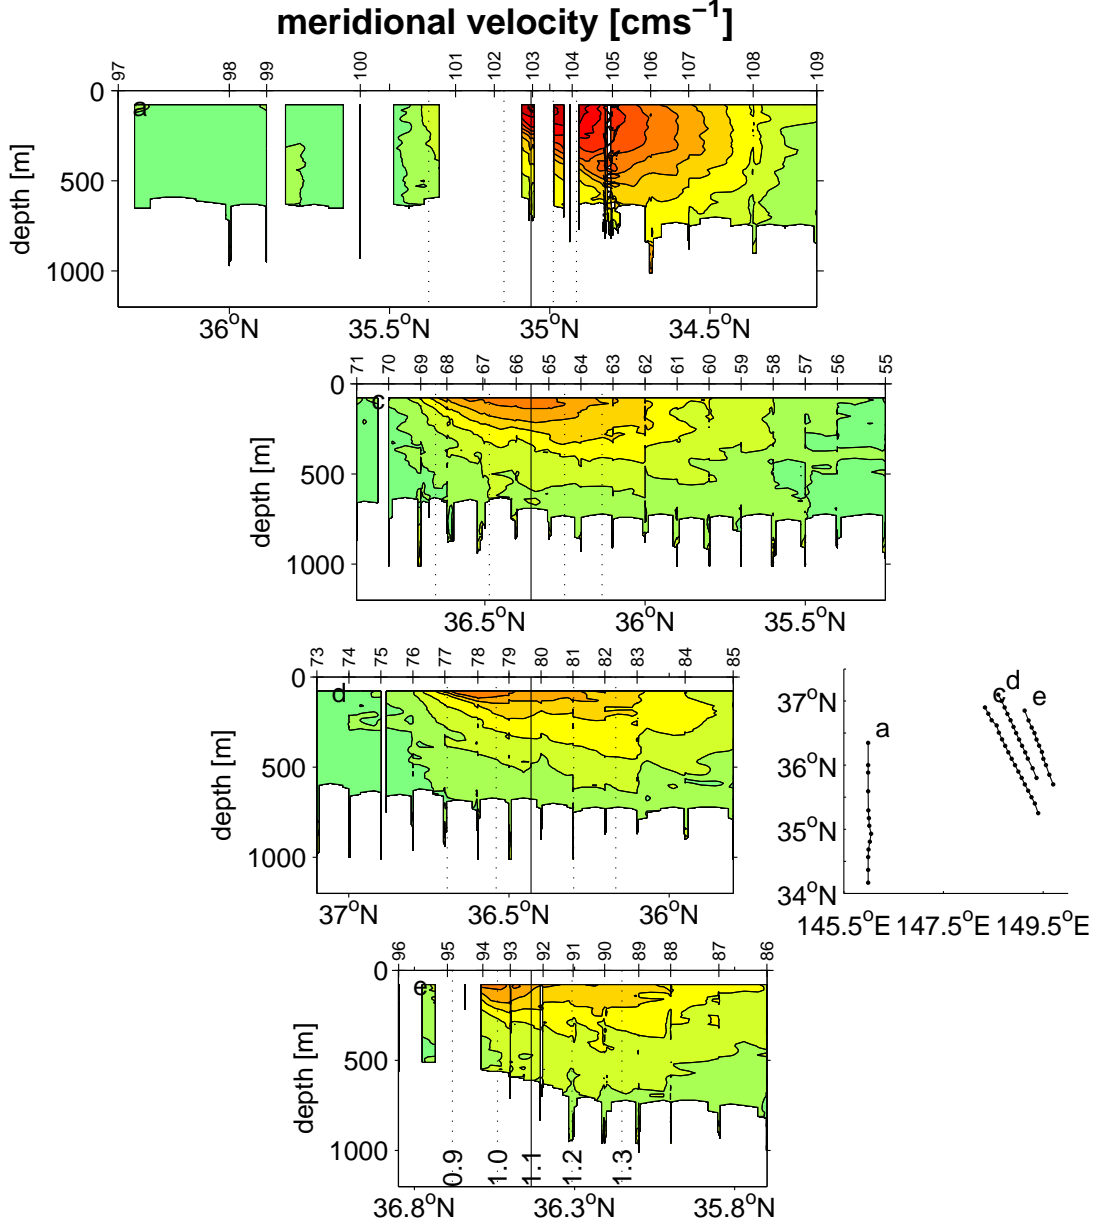 meridional velocity [cms⁻¹]
97 98 99 100 101 102 103 104 105 106 107 108 109
a
0
500
1000
depth [m]
36°N 35.5°N 35°N 34.5°N
71 70 69 68 67 66 65 64 63 62 61 60 59 58 57 56 55
c
0
500
1000
depth [m]
36.5°N 36°N 35.5°N
73 74 75 76 77 78 79 80 81 82 83 84 85
d
0
500
1000
depth [m]
37°N 36.5°N 36°N
37°N
36°N
35°N
34°N
c d e
a
145.5°E 147.5°E 149.5°E
96 95 94 93 92 91 90 89 88 87 86
e
0
500
1000
depth [m]
0.9 1.0 1.1 1.2 1.3
36.8°N 36.3°N 35.8°N